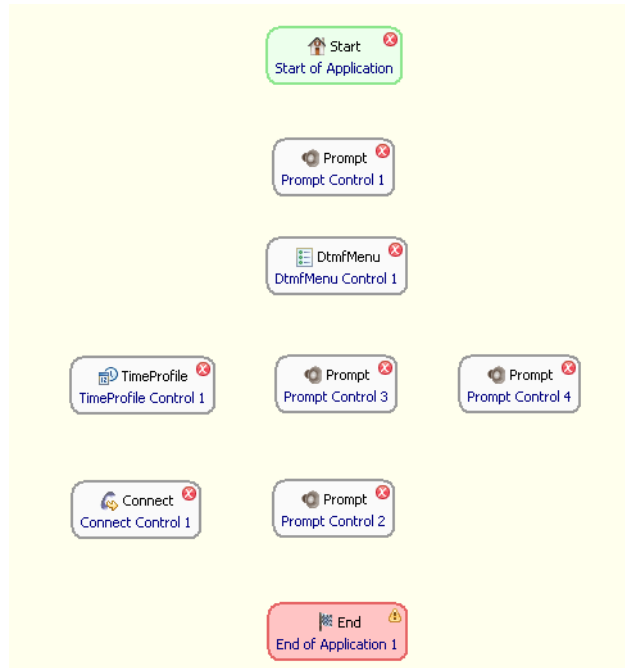 Start
Start of Application
Prompt
Prompt Control 1
DtmfMenu
DtmfMenu Control 1
TimeProfile
TimeProfile Control 1
Prompt
Prompt Control 3
Prompt
Prompt Control 4
Connect
Connect Control 1
Prompt
Prompt Control 2
End
End of Application 1